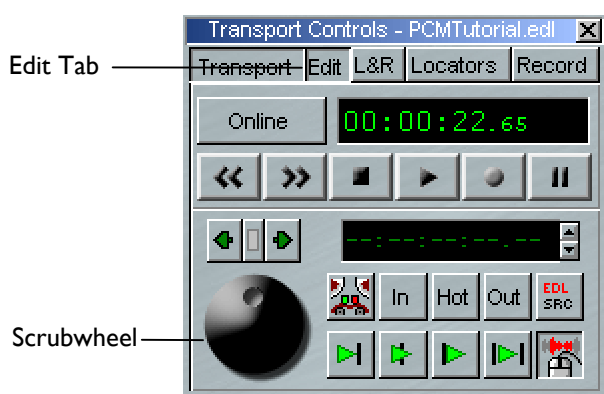 Transport Controls - PCMTutorial.edl
Edit Tab
Transport Edit L&R Locators Record
Online 00:00:22.65
--:--:--.--
In Hot Out EDL SRC
Scrubwheel